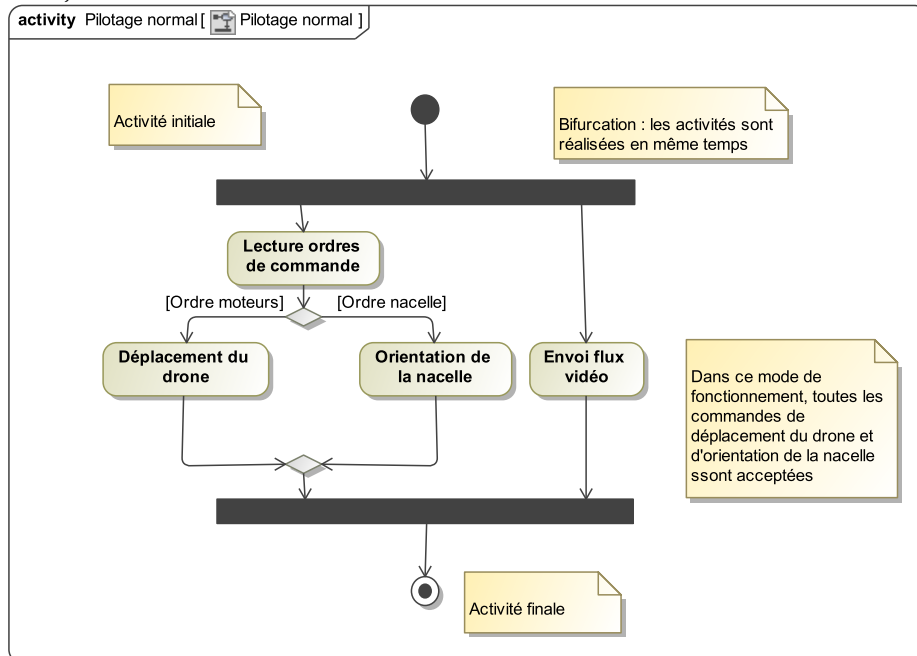 activity Pilotage normal [ Pilotage normal ]
Activité initiale
Bifurcation : les activités sont
réalisées en même temps
Lecture ordres
de commande
[Ordre moteurs]
[Ordre nacelle]
Déplacement du
drone
Orientation de
la nacelle
Envoi flux
vidéo
Dans ce mode de
fonctionnement, toutes les
commandes de
déplacement du drone et
d'orientation de la nacelle
ssont acceptées
Activité finale